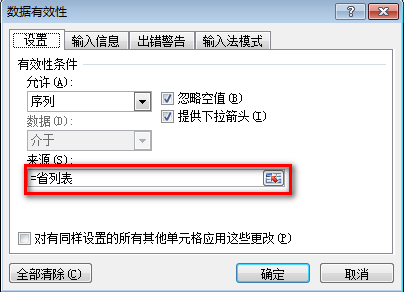 数据有效性
设置 输入信息 出错警告 输入法模式
有效性条件
允许(A):
序列 忽略空值(B)
数据(D): 提供下拉箭头(I)
介于
来源(S):
=省列表
对有同样设置的所有其他单元格应用这些更改(P)
全部清除(C) 确定 取消